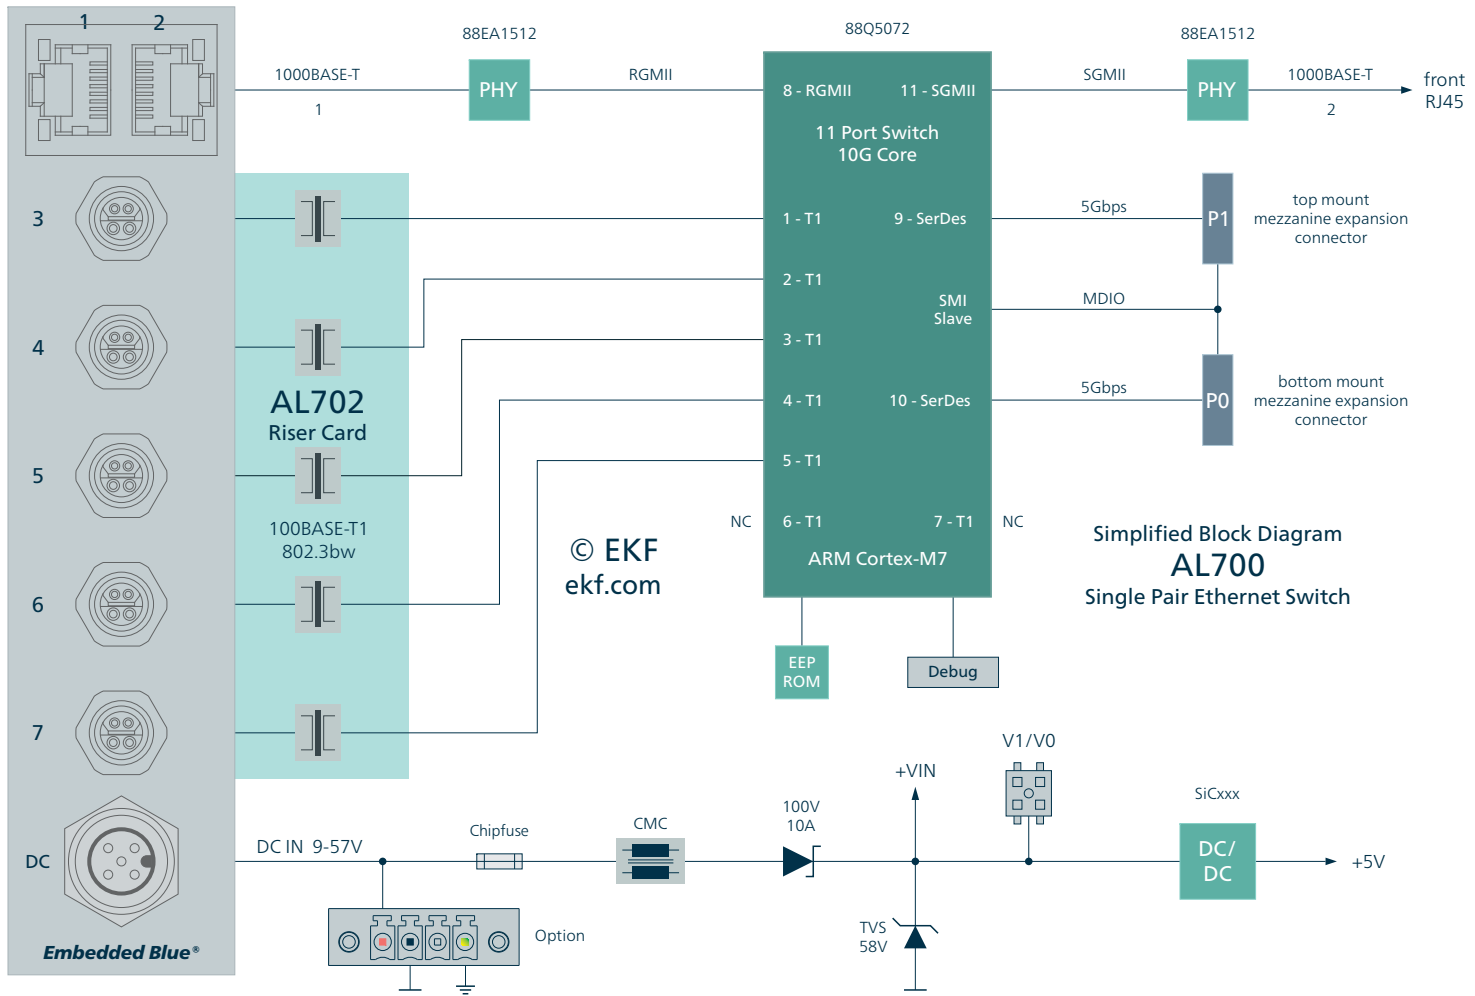 1
2
88EA1512
88Q5072
88EA1512
1000BASE-T
1
PHY
RGMII
8 - RGMII
11 - SGMII
SGMII
PHY
1000BASE-T
2
front
RJ45
11 Port Switch
10G Core
3
1 - T1
9 - SerDes
5Gbps
P1
top mount
mezzanine expansion
connector
2 - T1
SMI
Slave
MDIO
4
3 - T1
AL702
Riser Card
4 - T1
10 - SerDes
5Gbps
P0
bottom mount
mezzanine expansion
connector
5
5 - T1
100BASE-T1
802.3bw
NC
6 - T1
7 - T1
NC
ARM Cortex-M7
© EKF
ekf.com
Simplified Block Diagram
AL700
Single Pair Ethernet Switch
6
EEP
ROM
Debug
7
V1/V0
+VIN
DC
DC IN 9-57V
Chipfuse
CMC
100V
10A
SiCxxx
DC/
DC
+5V
Option
TVS
58V
Embedded Blue®